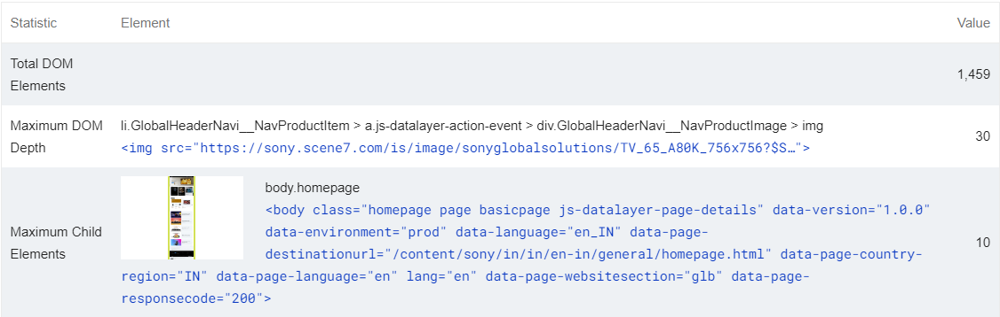 Statistic Element Value
Total DOM
Elements
1,459
Maximum DOM
Depth
li.GlobalHeaderNavi__NavProductItem > a.js-datalayer-action-event > div.GlobalHeaderNavi__NavProductImage > img
<img src="https://sony.scene7.com/is/image/sonyglobalsolutions/TV_65_A80K_756x756?$S…">
30
Maximum Child
Elements
body.homepage
<body class="homepage page basicpage js-datalayer-page-details" data-version="1.0.0"
data-environment="prod" data-language="en_IN" data-page-
destinationurl="/content/sony/in/in/en-in/general/homepage.html" data-page-country-
region="IN" data-page-language="en" lang="en" data-page-websitesection="glb" data-page-
responsecode="200">
10